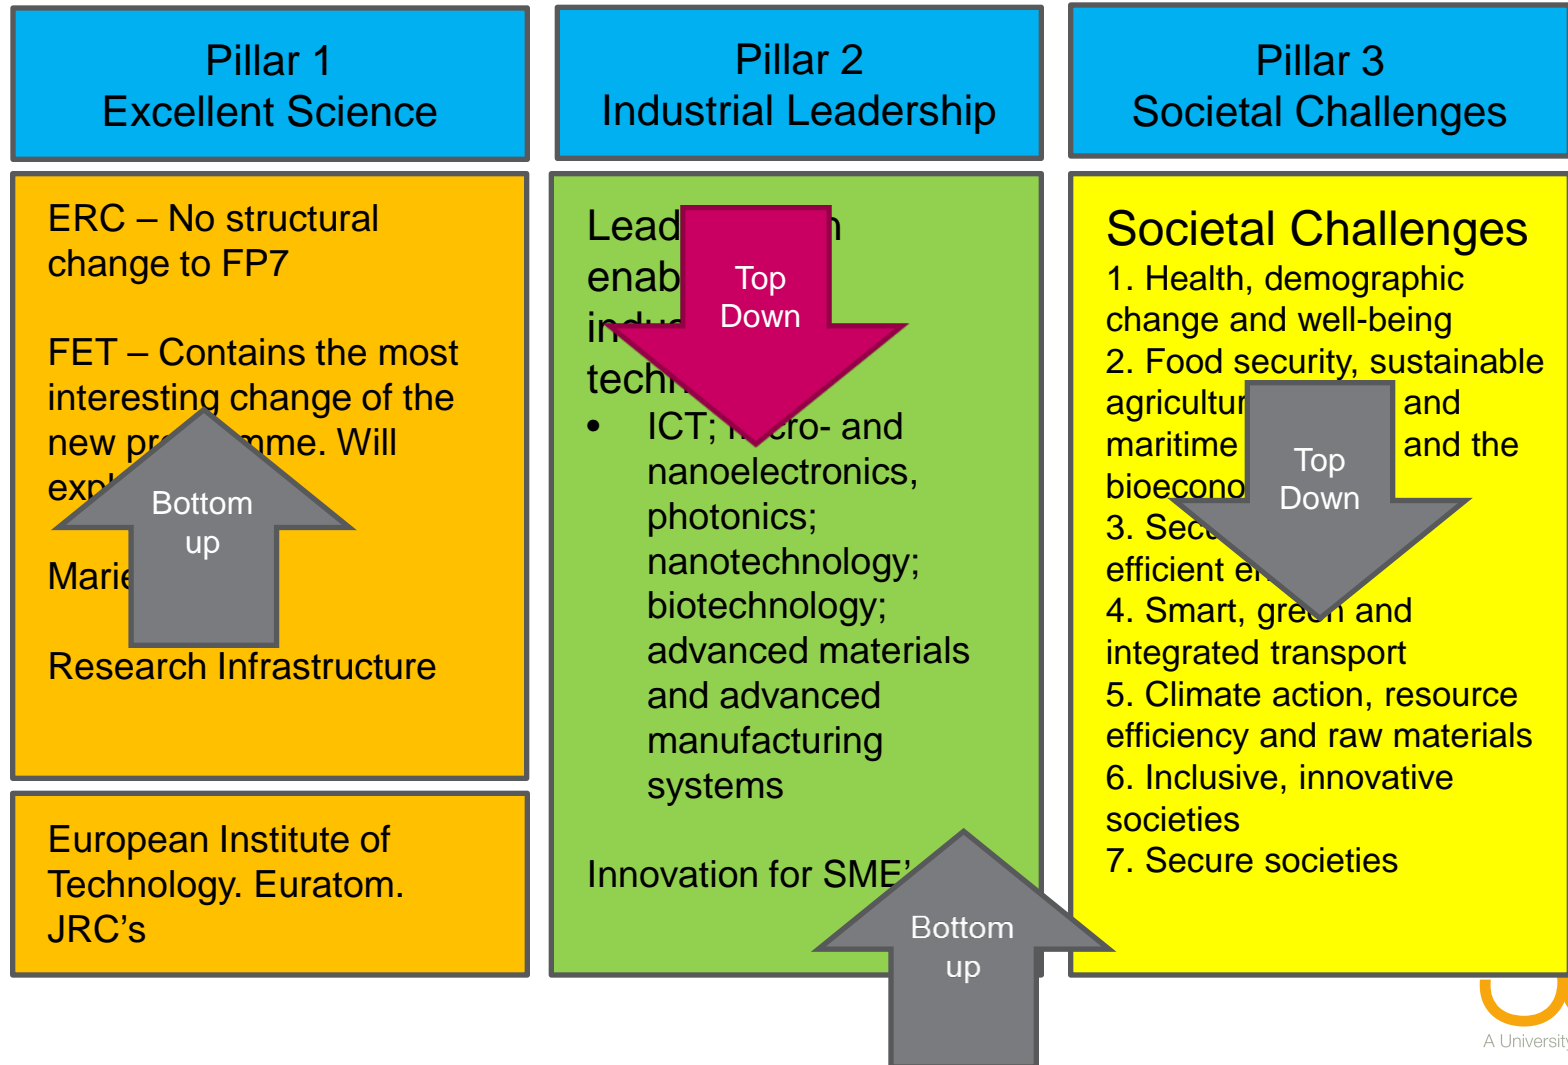 Pillar 1
Excellent Science
Pillar 2
Industrial Leadership
Pillar 3
Societal Challenges
ERC – No structural
change to FP7
FET – Contains the most
interesting change of the
new Will
Bottom
up
Research Infrastructure
European Institute of
Technology. Euratom.
JRC’s
Top
Down
• ICT; and
nanoelectronics,
photonics;
nanotechnology;
biotechnology;
advanced materials
and advanced
manufacturing
systems
Innovation for
Bottom
up
Societal Challenges
1. Health, demographic
change and well-being
2. Food security, sustainable
and
maritime and the
3.
efficient
4. Smart, green and
integrated transport
5. Climate action, resource
efficiency and raw materials
6. Inclusive, innovative
societies
7. Secure societies
Top
Down
A University